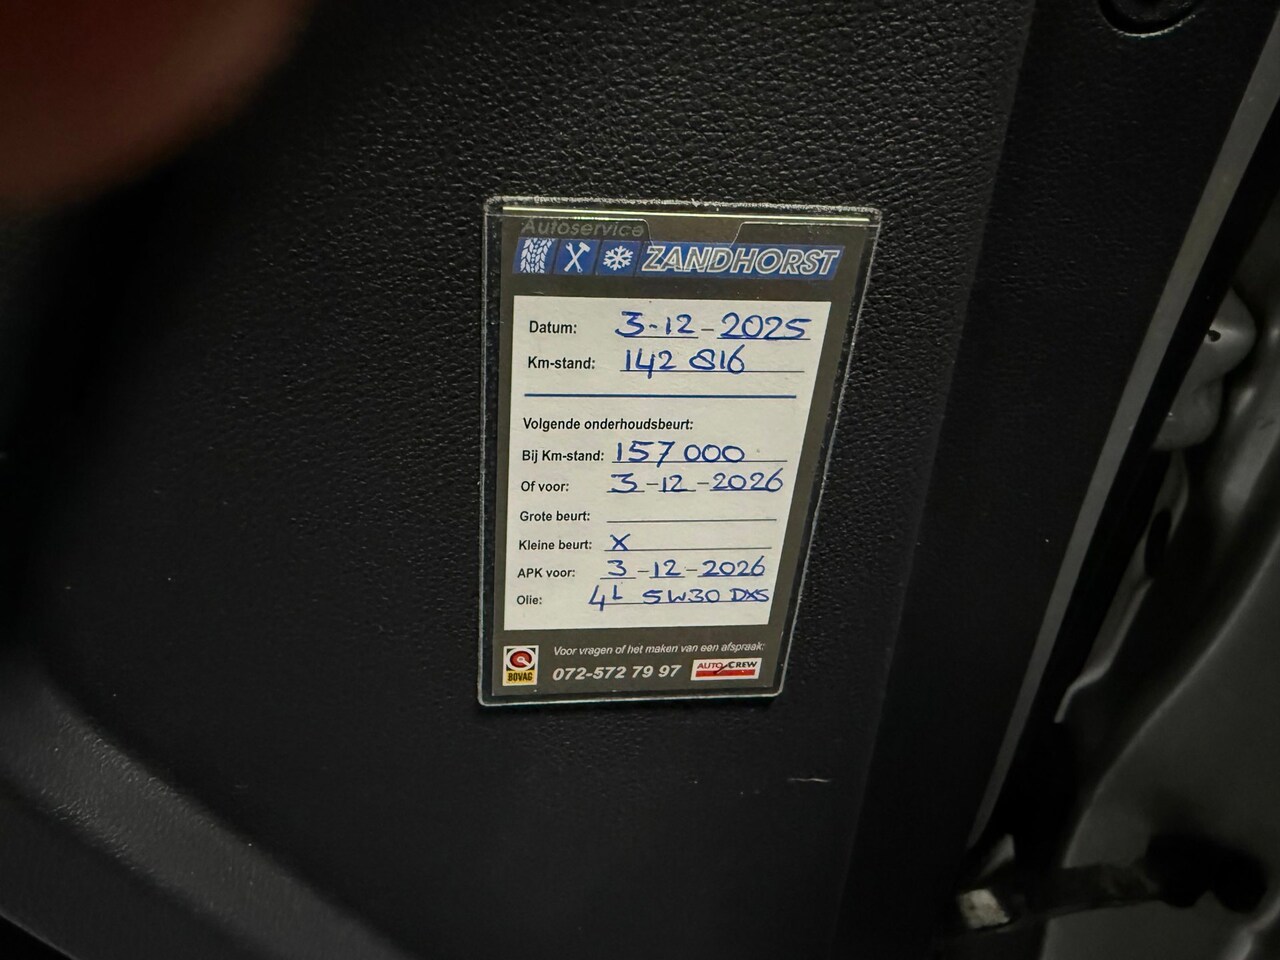 Autoservice
ZANDHORST
Datum: 3-12-2025
Km-stand: 142 816
Volgende onderhoudsbeurt:
Bij Km-stand: 157 000
Of voor: 3-12-2026
Grote beurt:
Kleine beurt: X
APK voor: 3-12-2026
Olie: 4L 5W30 DXS
Voor vragen of het maken van een afspraak:
BOVAG 072-572 79 97 AUTO CREW